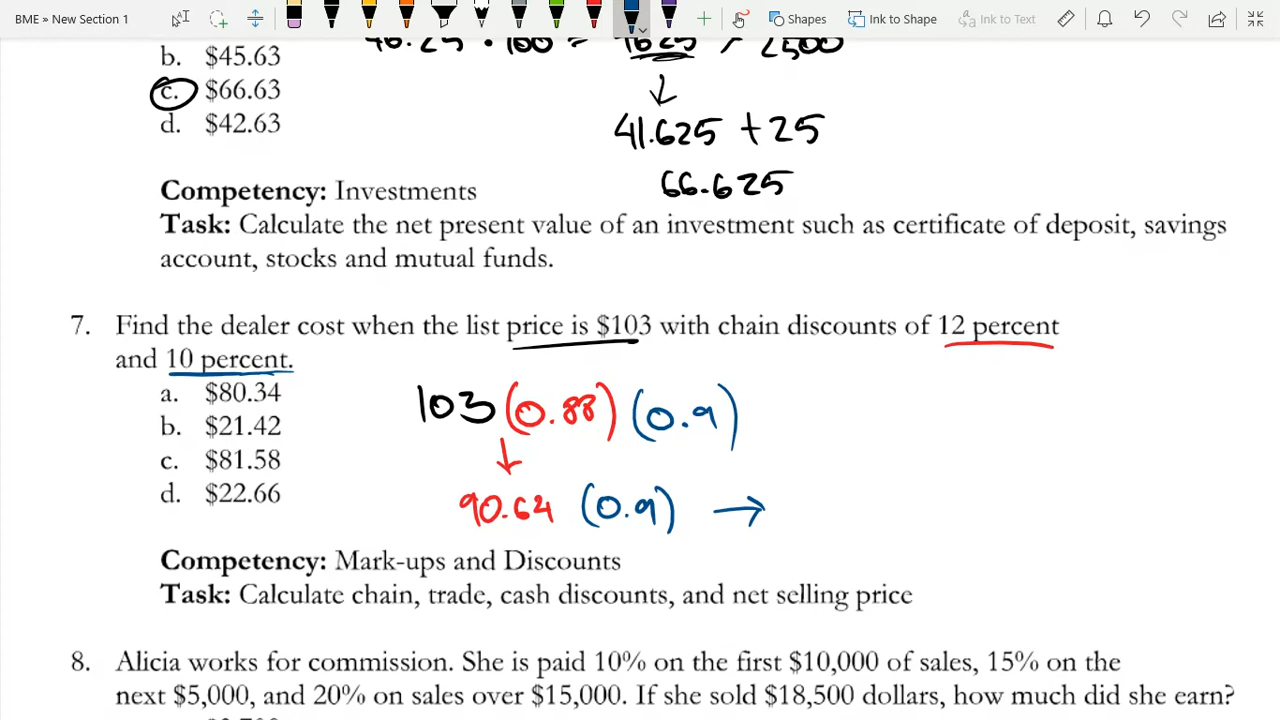 BME » New Section 1
Shapes
Ink to Shape
Ink to Text
46.25 · 100 = 4625 > 2500
b. $45.63
c. $66.63
d. $42.63
↓
41.625 + 25
66.625
Competency: Investments
Task: Calculate the net present value of an investment such as certificate of deposit, savings
account, stocks and mutual funds.
7. Find the dealer cost when the list price is $103 with chain discounts of 12 percent
and 10 percent.
a. $80.34
b. $21.42
c. $81.58
d. $22.66
103 (0.88) (0.9)
↓
90.64 (0.9) →
Competency: Mark-ups and Discounts
Task: Calculate chain, trade, cash discounts, and net selling price
8. Alicia works for commission. She is paid 10% on the first $10,000 of sales, 15% on the
next $5,000, and 20% on sales over $15,000. If she sold $18,500 dollars, how much did she earn?